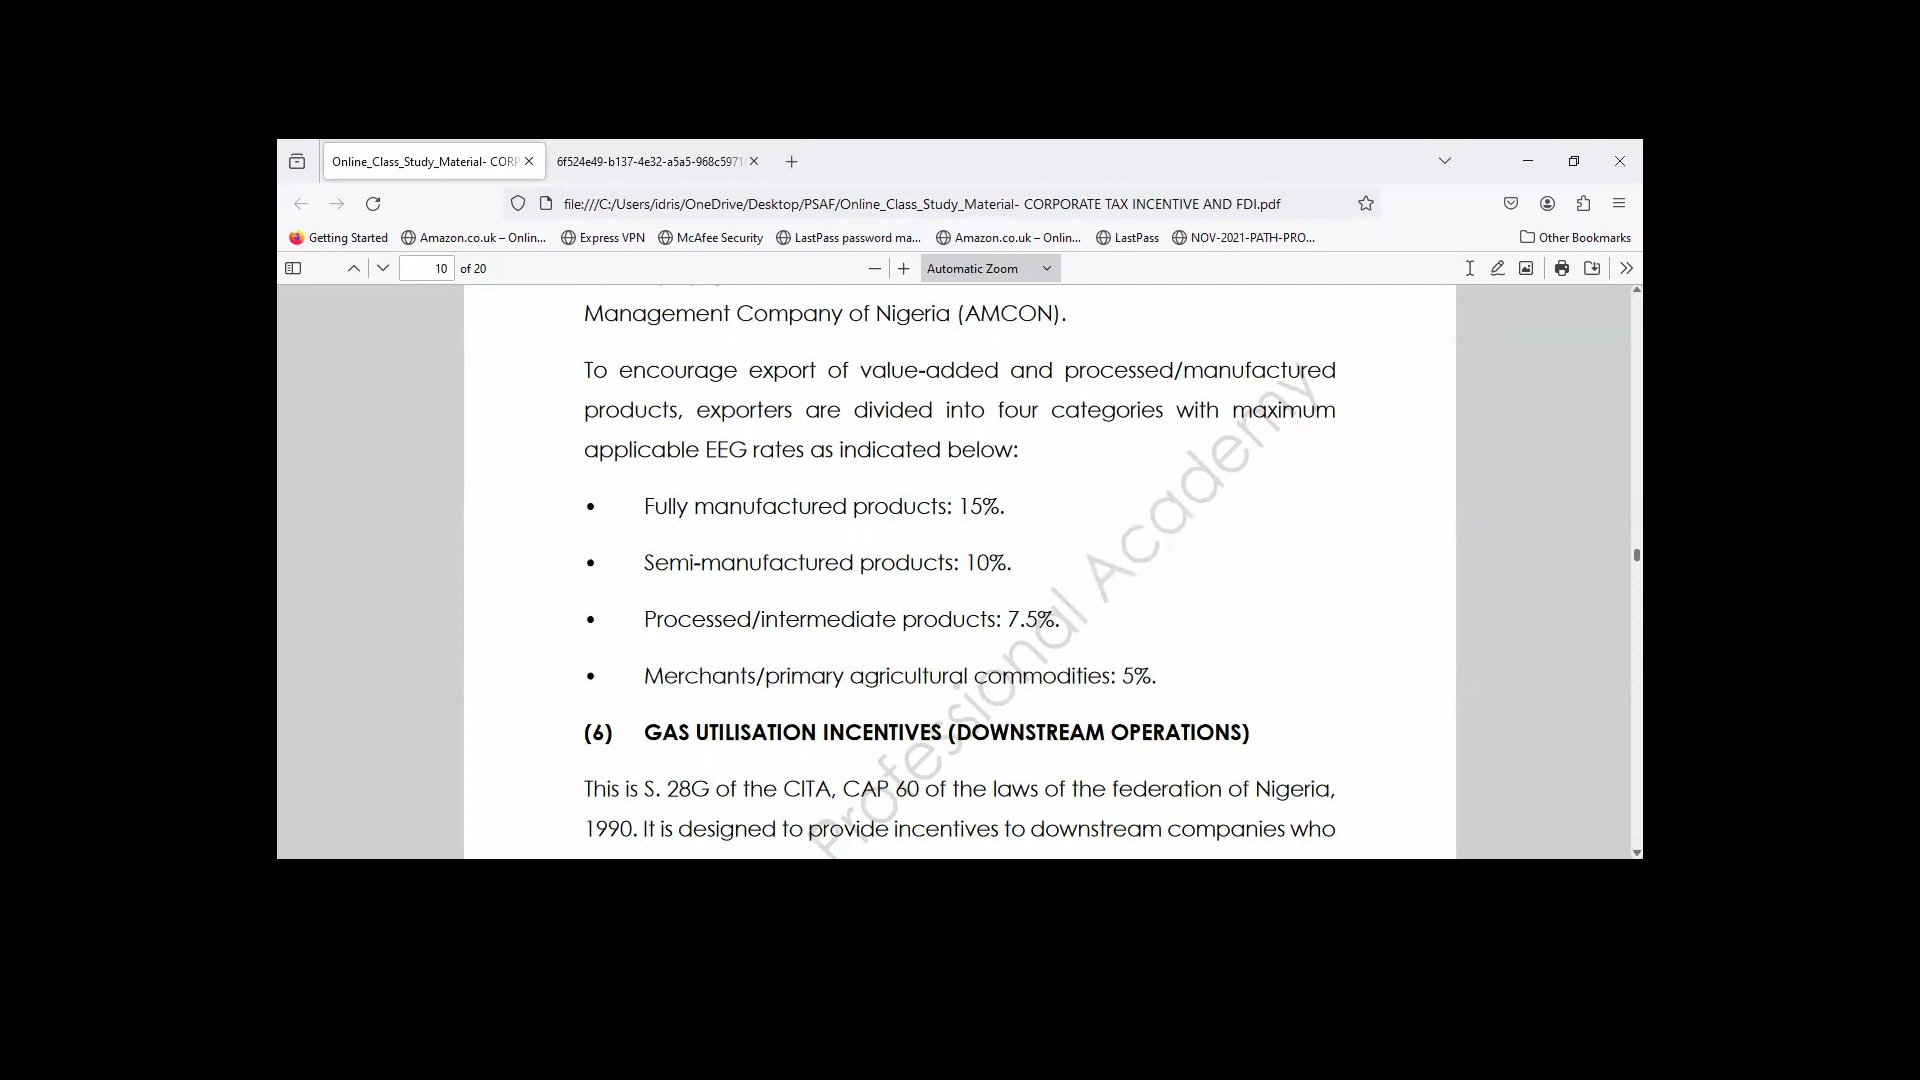 Online_Class_Study_Material- CORP
6f524e49-b137-4e32-a5a5-968c5971
file:///C:/Users/idris/OneDrive/Desktop/PSAF/Online_Class_Study_Material- CORPORATE TAX INCENTIVE AND FDI.pdf
Getting Started Amazon.co.uk – Onlin... Express VPN McAfee Security LastPass password ma... Amazon.co.uk – Onlin... LastPass NOV-2021-PATH-PRO... Other Bookmarks
10 of 20 Automatic Zoom
Management Company of Nigeria (AMCON).
To encourage export of value-added and processed/manufactured
products, exporters are divided into four categories with maximum
applicable EEG rates as indicated below:
• Fully manufactured products: 15%.
• Semi-manufactured products: 10%.
• Processed/intermediate products: 7.5%.
• Merchants/primary agricultural commodities: 5%.
(6) GAS UTILISATION INCENTIVES (DOWNSTREAM OPERATIONS)
This is S. 28G of the CITA, CAP 60 of the laws of the federation of Nigeria,
1990. It is designed to provide incentives to downstream companies who
Professional Academy